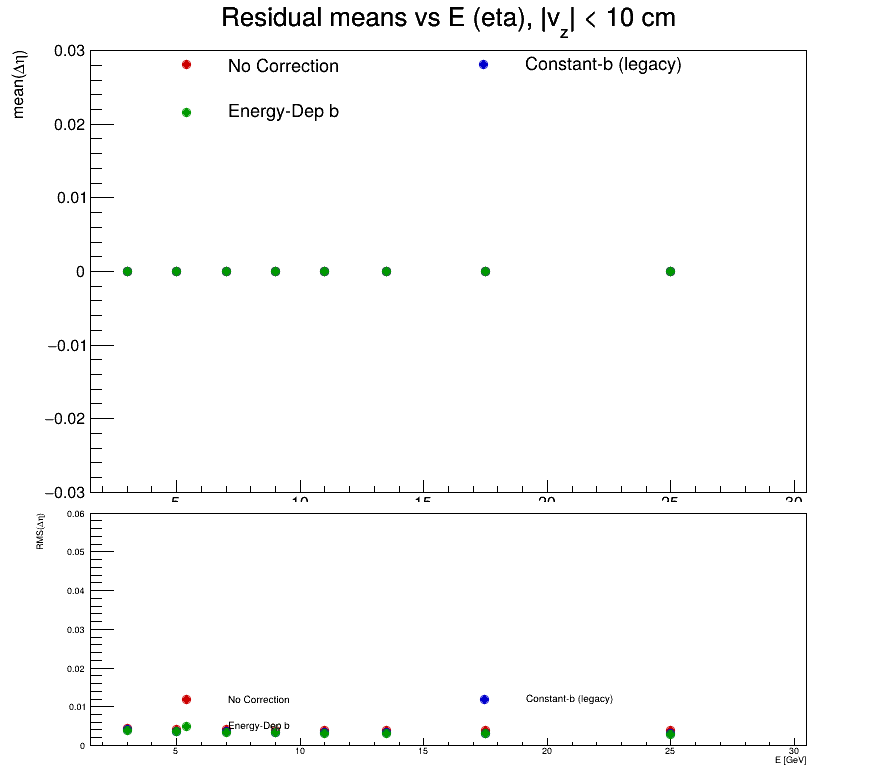 Residual means vs E (eta), |v_z| < 10 cm
mean(Δη)
0.03
No Correction
Constant-b (legacy)
0.02
Energy-Dep b
0.01
0
−0.01
−0.02
−0.03
5 10 15 20 25 30
RMS(Δη)
0.06
0.05
0.04
0.03
0.02
0.01
No Correction
Constant-b (legacy)
Energy-Dep b
0
5 10 15 20 25 30
E [GeV]